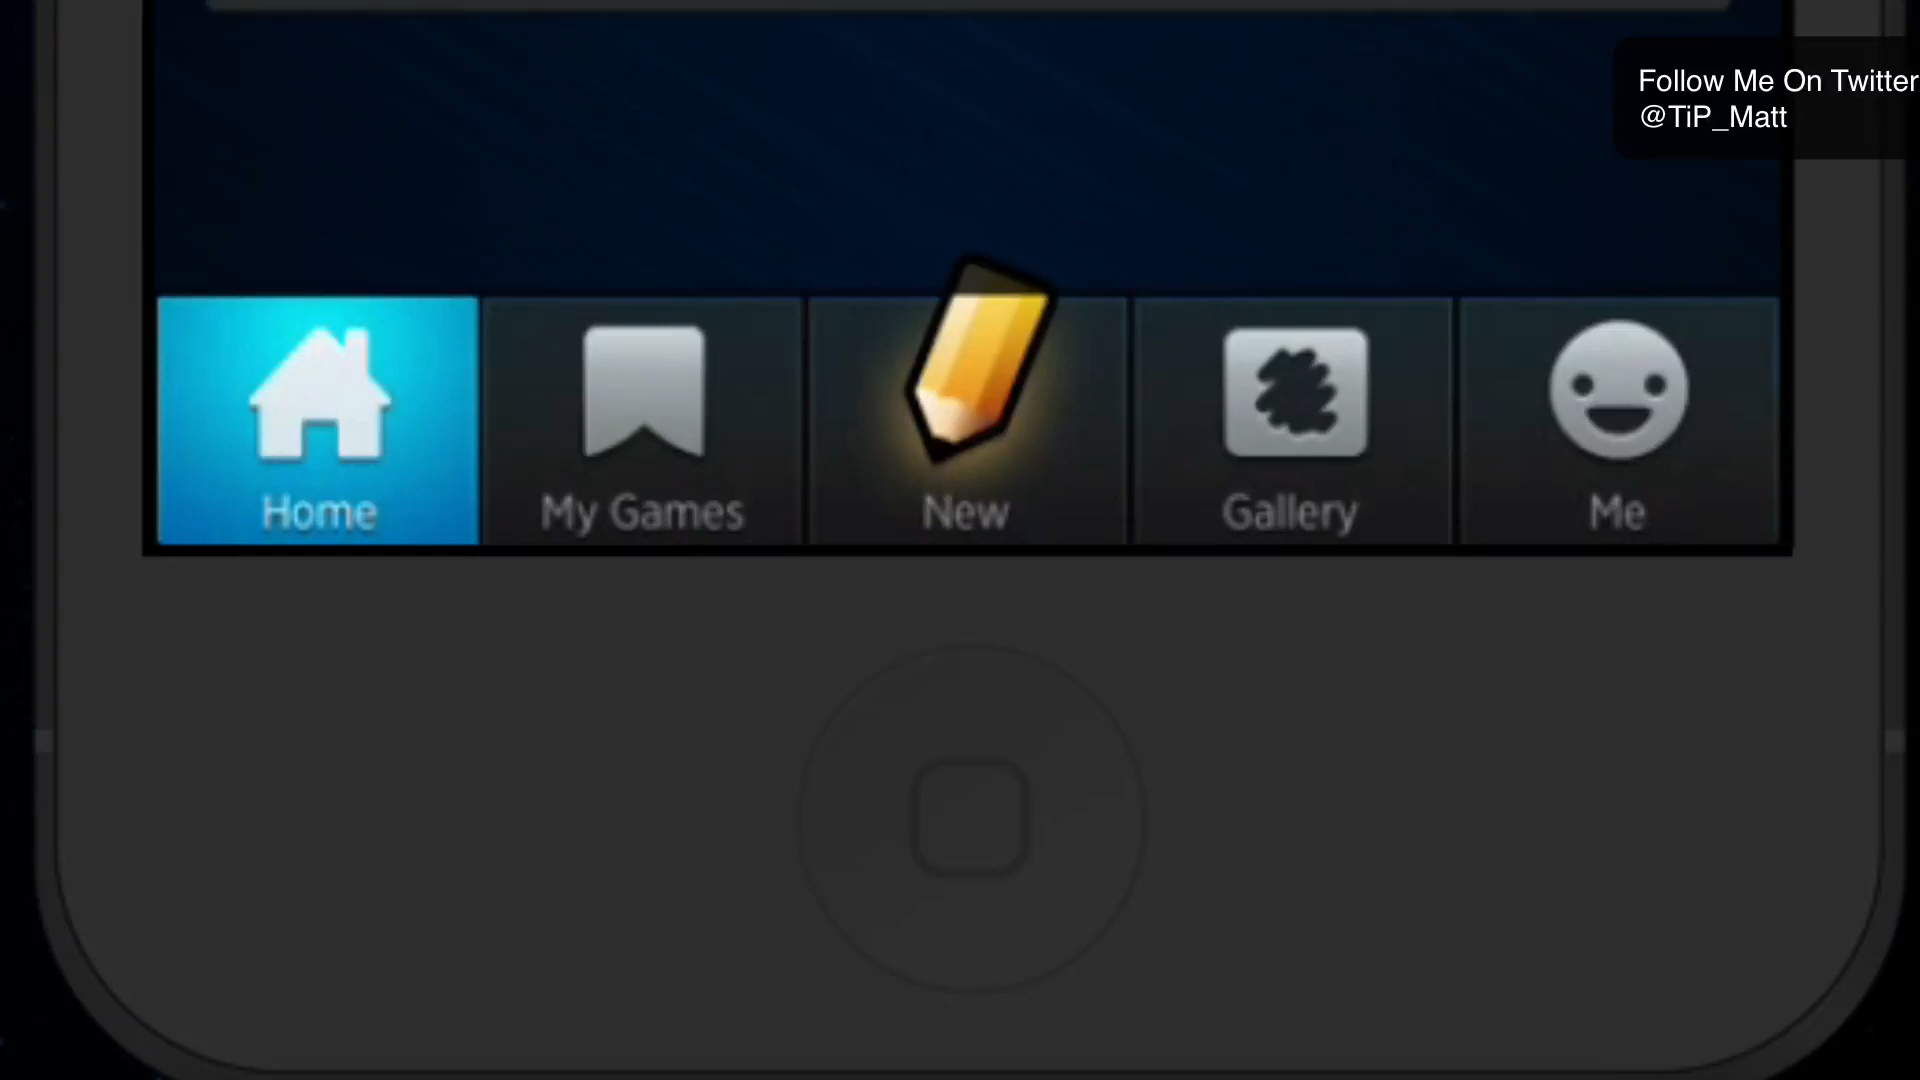 Follow Me On Twitter
@TiP_Matt
Home
My Games
New
Gallery
Me